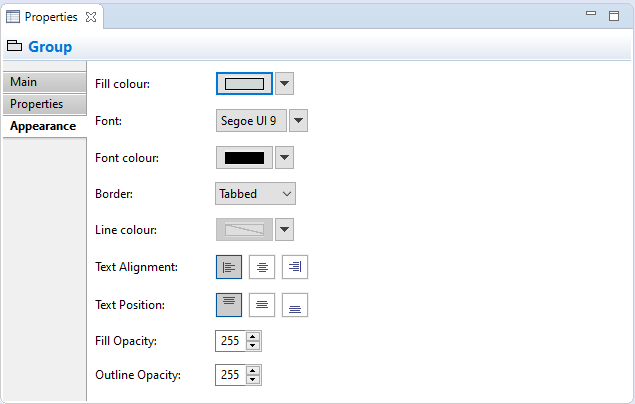 Properties
Group
Main
Properties
Appearance
Fill colour:
Font: Segoe UI 9
Font colour:
Border: Tabbed
Line colour:
Text Alignment:
Text Position:
Fill Opacity: 255
Outline Opacity: 255